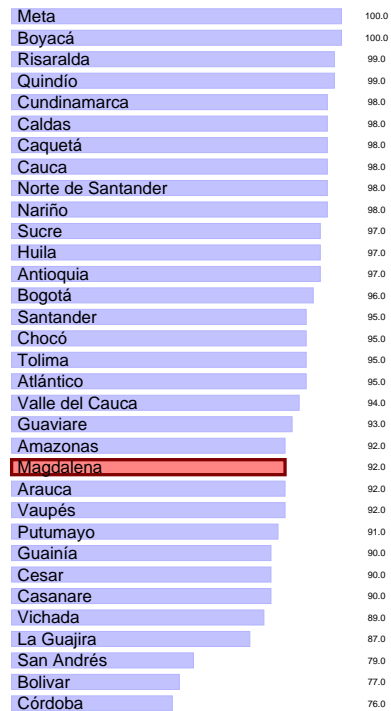 Meta 100.0
Boyacá 100.0
Risaralda 99.0
Quindío 99.0
Cundinamarca 98.0
Caldas 98.0
Caquetá 98.0
Cauca 98.0
Norte de Santander 98.0
Nariño 98.0
Sucre 97.0
Huila 97.0
Antioquia 97.0
Bogotá 96.0
Santander 95.0
Chocó 95.0
Tolima 95.0
Atlántico 95.0
Valle del Cauca 94.0
Guaviare 93.0
Amazonas 92.0
Magdalena 92.0
Arauca 92.0
Vaupés 92.0
Putumayo 91.0
Guainía 90.0
Cesar 90.0
Casanare 90.0
Vichada 89.0
La Guajira 87.0
San Andrés 79.0
Bolivar 77.0
Córdoba 76.0